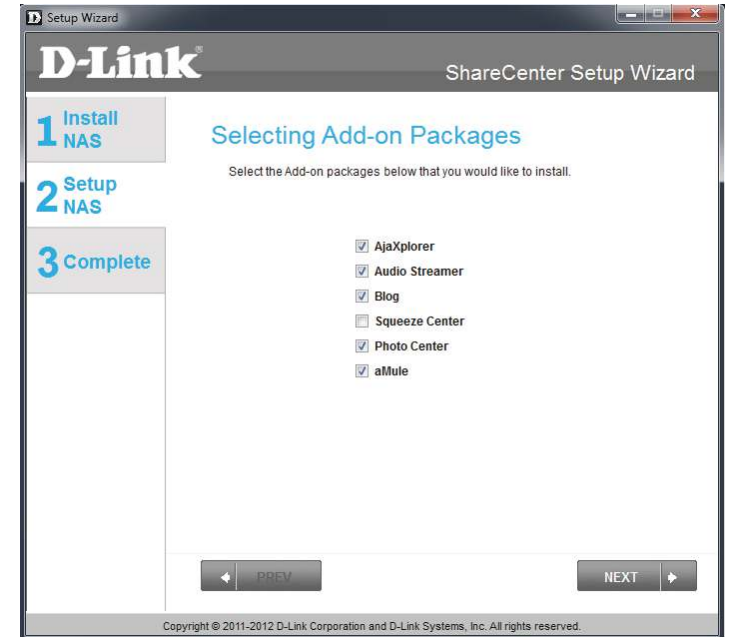 Setup Wizard
D-Link®
ShareCenter Setup Wizard
1 Install
NAS
2 Setup
NAS
3 Complete
Selecting Add-on Packages
Select the Add-on packages below that you would like to install.
AjaXplorer
Audio Streamer
Blog
Squeeze Center
Photo Center
aMule
PREV
NEXT
Copyright © 2011-2012 D-Link Corporation and D-Link Systems, Inc. All rights reserved.